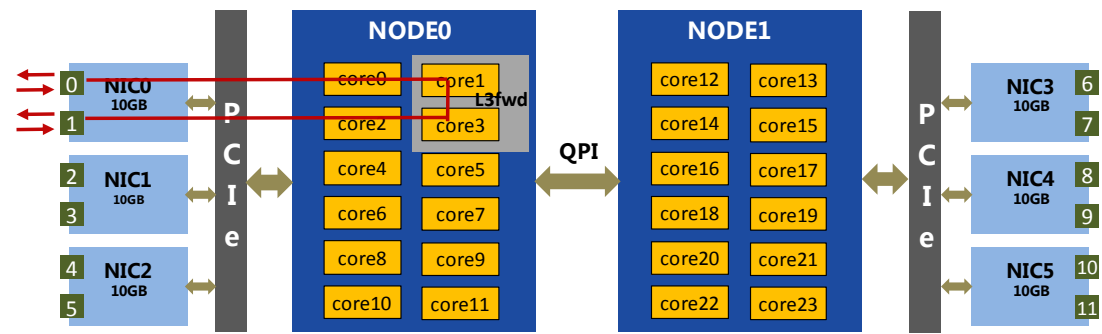 NODE0
NODE1
0
NIC0
10GB
1
2
NIC1
10GB
3
4
NIC2
10GB
5
P
C
I
e
core0
core1
L3fwd
core2
core3
core4
core5
core6
core7
core8
core9
core10
core11
QPI
core12
core13
core14
core15
core16
core17
core18
core19
core20
core21
core22
core23
P
C
I
e
NIC3
10GB
6
7
NIC4
10GB
8
9
NIC5
10GB
10
11